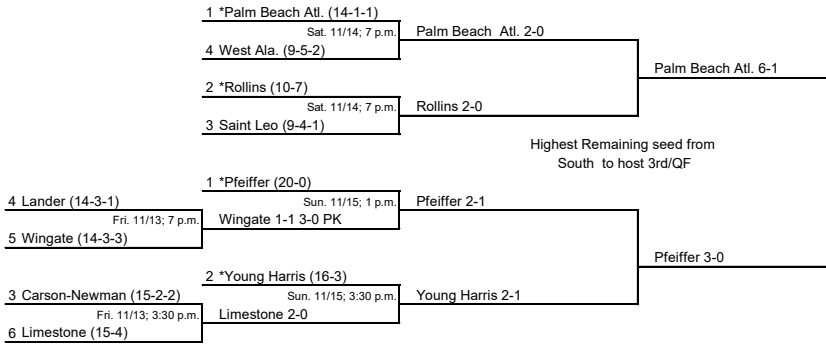 1 *Palm Beach Atl. (14-1-1)
Sat. 11/14; 7 p.m.
4 West Ala. (9-5-2)
Palm Beach Atl. 2-0
2 *Rollins (10-7)
Sat. 11/14; 7 p.m.
3 Saint Leo (9-4-1)
Rollins 2-0
Palm Beach Atl. 6-1
Highest Remaining seed from
South to host 3rd/QF
1 *Pfeiffer (20-0)
Sun. 11/15; 1 p.m.
4 Lander (14-3-1)
Fri. 11/13; 7 p.m.
5 Wingate (14-3-3)
Wingate 1-1 3-0 PK
Pfeiffer 2-1
2 *Young Harris (16-3)
Sun. 11/15; 3:30 p.m.
3 Carson-Newman (15-2-2)
Fri. 11/13; 3:30 p.m.
6 Limestone (15-4)
Limestone 2-0
Young Harris 2-1
Pfeiffer 3-0